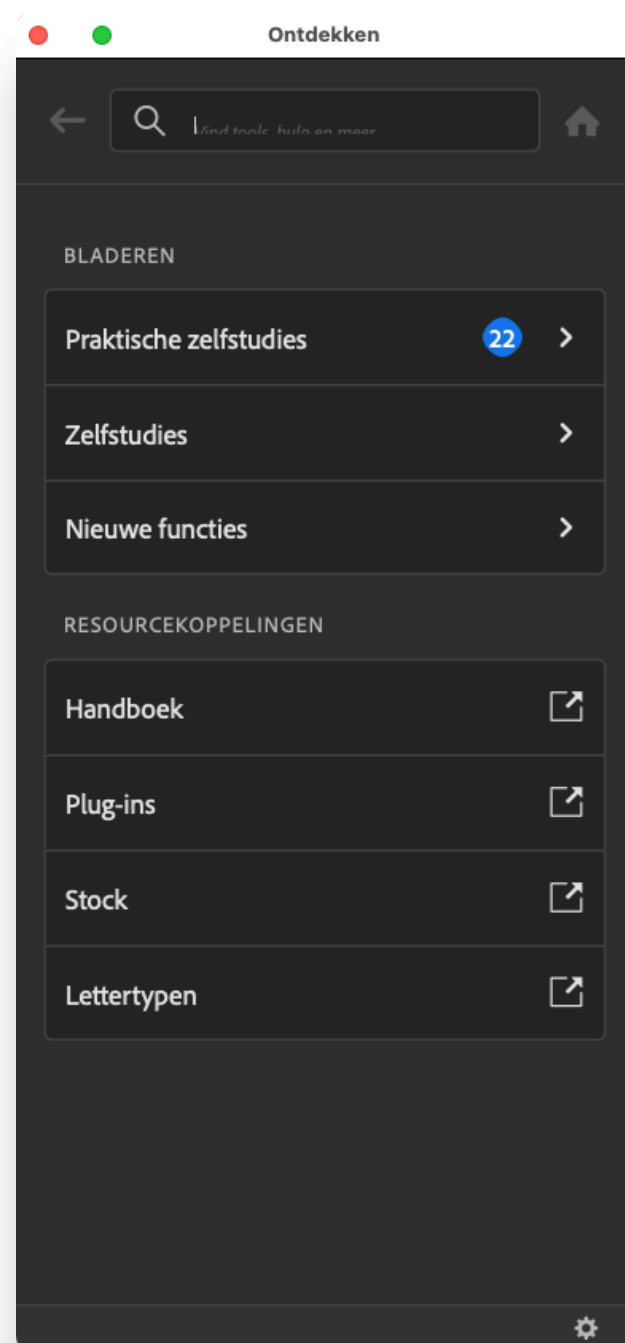 Ontdekken
Vind tools, hulp en meer
BLADEREN
Praktische zelfstudies 22
Zelfstudies
Nieuwe functies
RESOURCEKOPPELINGEN
Handboek
Plug-ins
Stock
Lettertypen